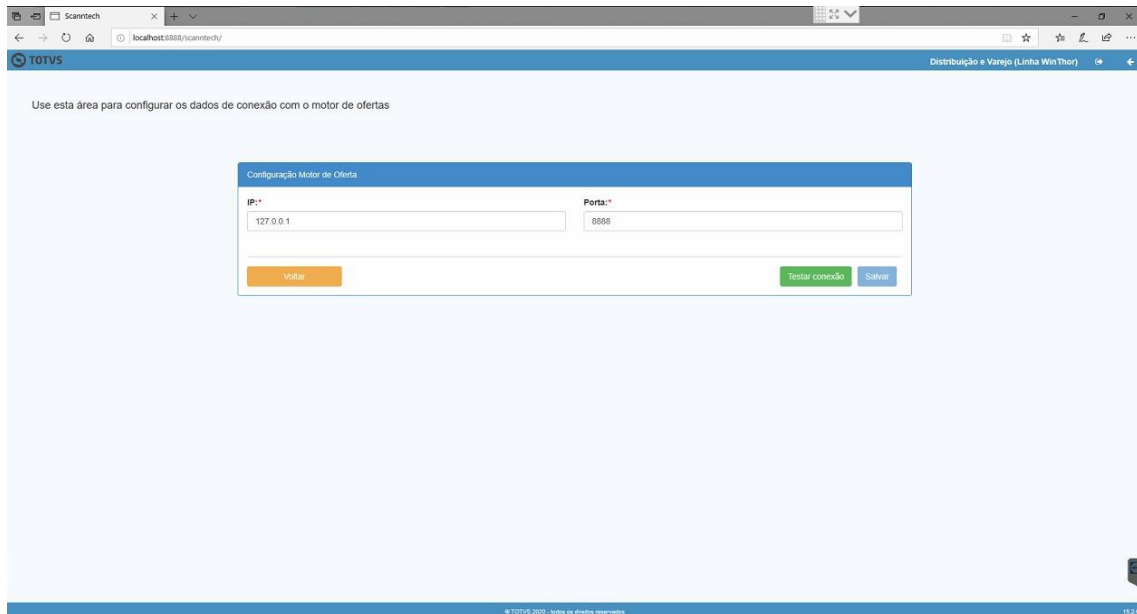 Scanntech
localhost:8888/scanntech/
TOTVS
Distribuição e Varejo (Linha WinThor)
Use esta área para configurar os dados de conexão com o motor de ofertas
Configuração Motor de Oferta
IP:* Porta:*
127.0.0.1 8888
Voltar Testar conexão Salvar
® TOTVS 2020 - todos os direitos reservados